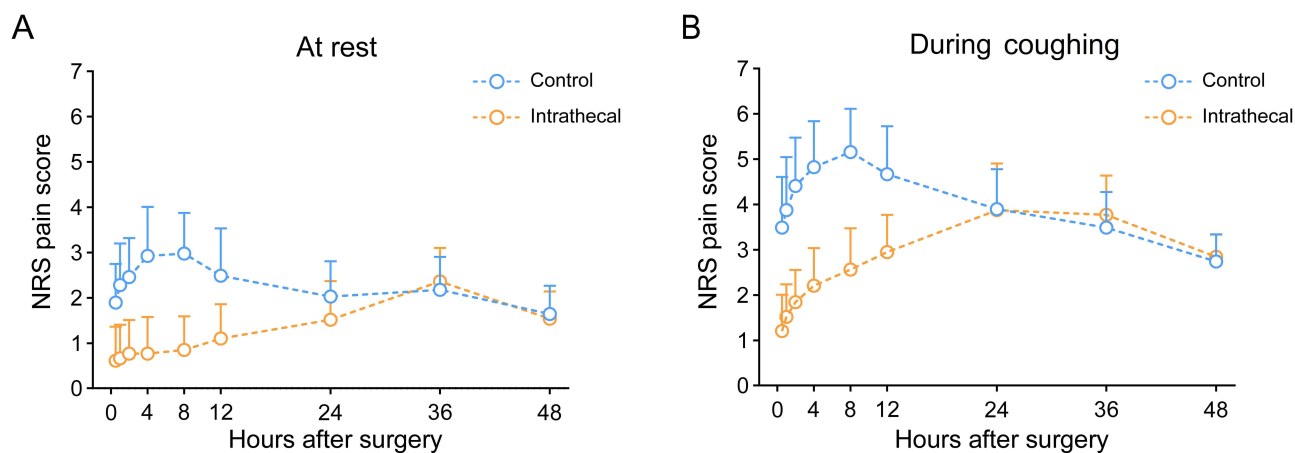 A
At rest
Control
Intrathecal
NRS pain score
7
6
5
4
3
2
1
0
0 4 8 12 24 36 48
Hours after surgery
B
During coughing
Control
Intrathecal
NRS pain score
7
6
5
4
3
2
1
0
0 4 8 12 24 36 48
Hours after surgery